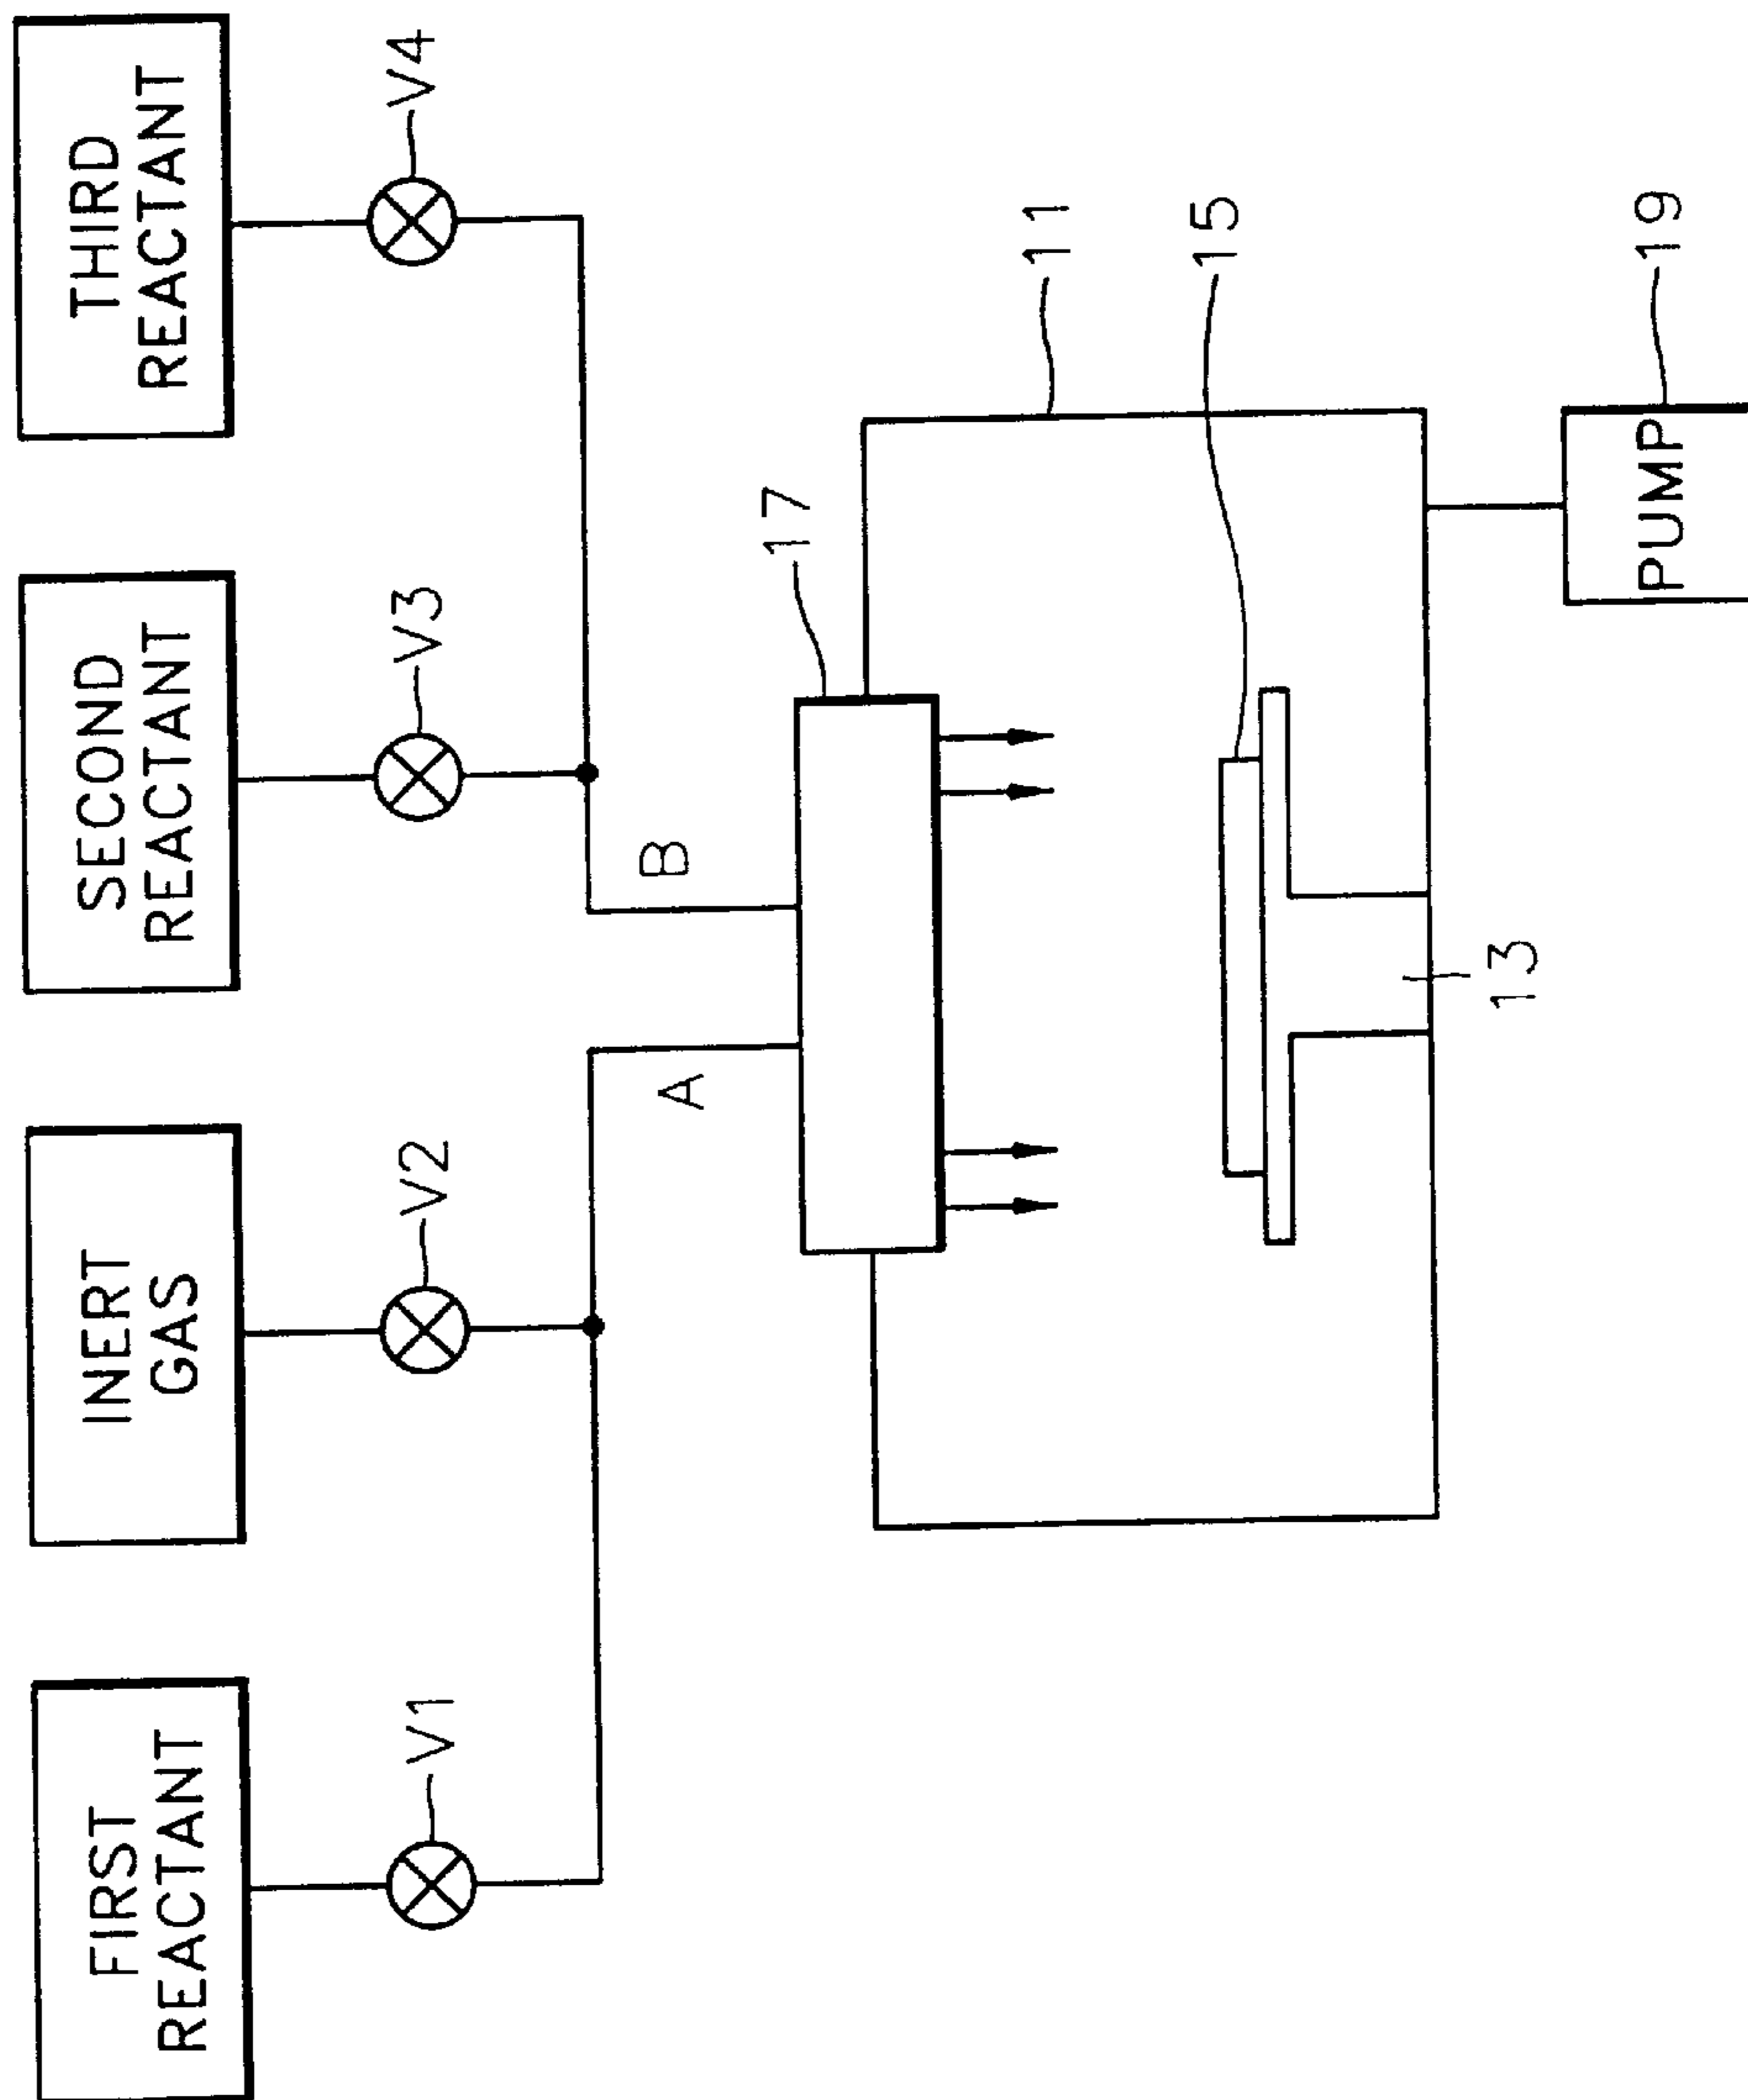 FIRST
REACTANT
INERT
GAS
SECOND
REACTANT
THIRD
REACTANT
V1
V2
V3
V4
A
B
17
11
15
13
PUMP
19